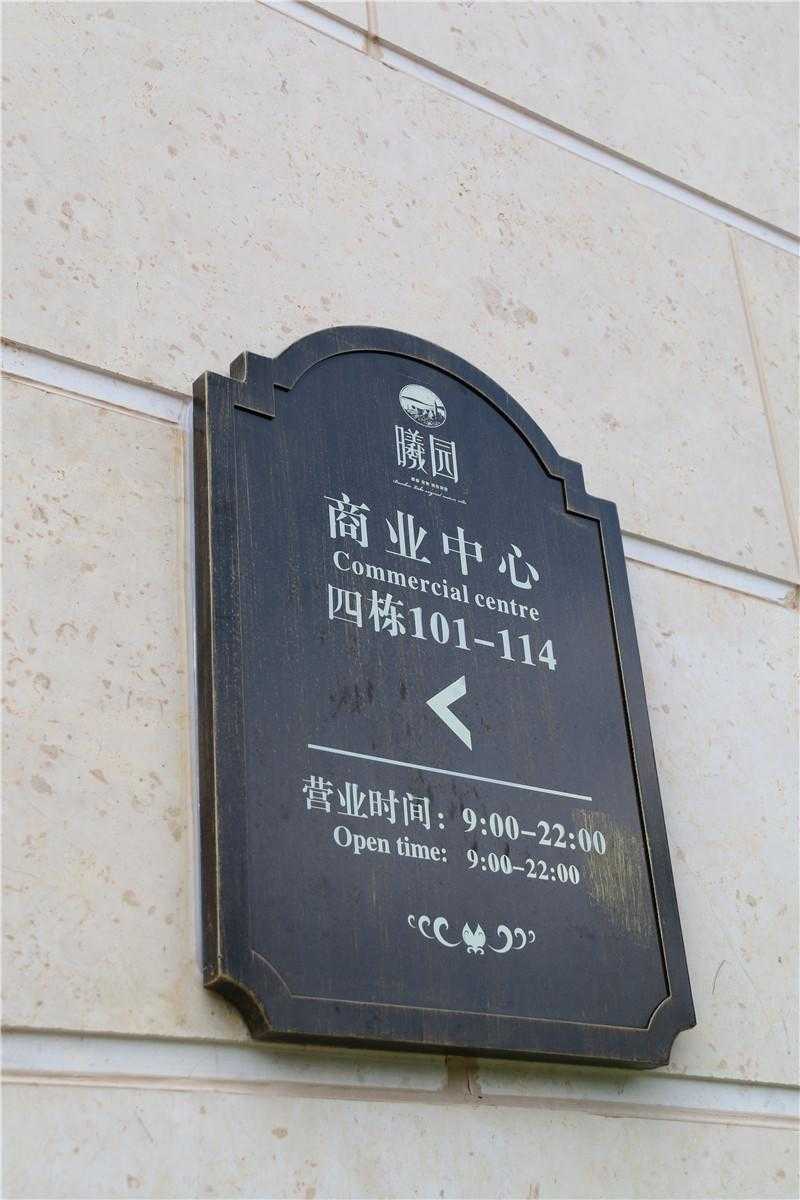 曦园
商业中心
Commercial centre
四栋101-114
营业时间：9:00-22:00
Open time: 9:00-22:00